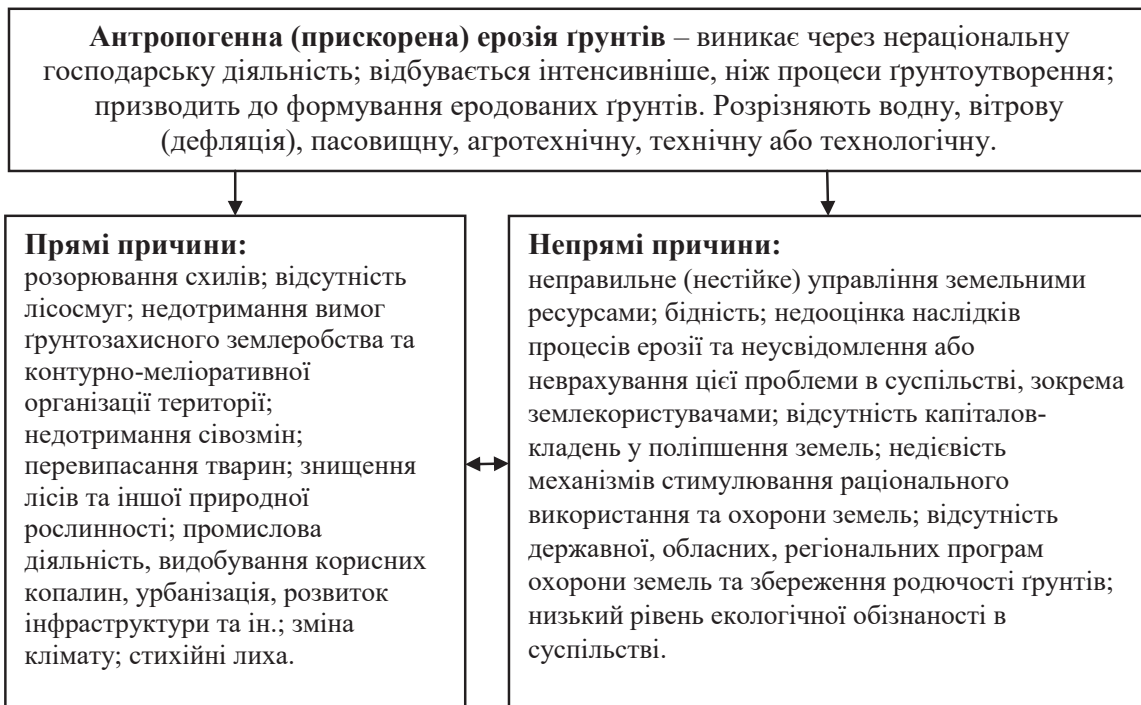 Антропогенна (прискорена) ерозія ґрунтів – виникає через нераціональну
господарську діяльність; відбувається інтенсивніше, ніж процеси ґрунтоутворення;
призводить до формування еродованих ґрунтів. Розрізняють водну, вітрову
(дефляція), пасовищну, агротехнічну, технічну або технологічну.
Прямі причини:
розорювання схилів; відсутність
лісосмуг; недотримання вимог
ґрунтозахисного землеробства та
контурно-меліоративної
організації території;
недотримання сівозмін;
перевипасання тварин; знищення
лісів та іншої природної
рослинності; промислова
діяльність, видобування корисних
копалин, урбанізація, розвиток
інфраструктури та ін.; зміна
клімату; стихійні лиха.
Непрямі причини:
неправильне (нестійке) управління земельними
ресурсами; бідність; недооцінка наслідків
процесів ерозії та неусвідомлення або
неврахування цієї проблеми в суспільстві, зокрема
землекористувачами; відсутність капіталов-
кладень у поліпшення земель; недієвість
механізмів стимулювання раціонального
використання та охорони земель; відсутність
державної, обласних, регіональних програм
охорони земель та збереження родючості ґрунтів;
низький рівень екологічної обізнаності в
суспільстві.